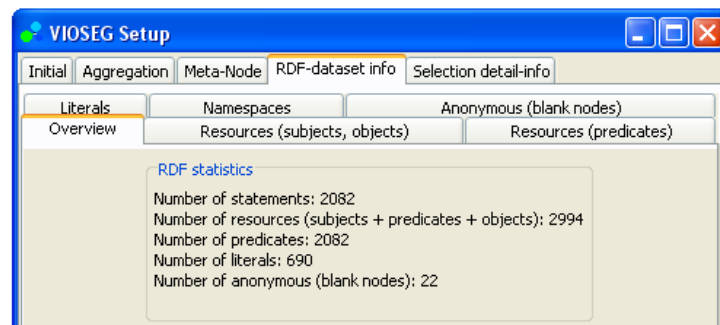 VIOSEG Setup
Initial Aggregation Meta-Node RDF-dataset info Selection detail-info
Literals Namespaces Anonymous (blank nodes)
Overview Resources (subjects, objects) Resources (predicates)
RDF statistics
Number of statements: 2082
Number of resources (subjects + predicates + objects): 2994
Number of predicates: 2082
Number of literals: 690
Number of anonymous (blank nodes): 22